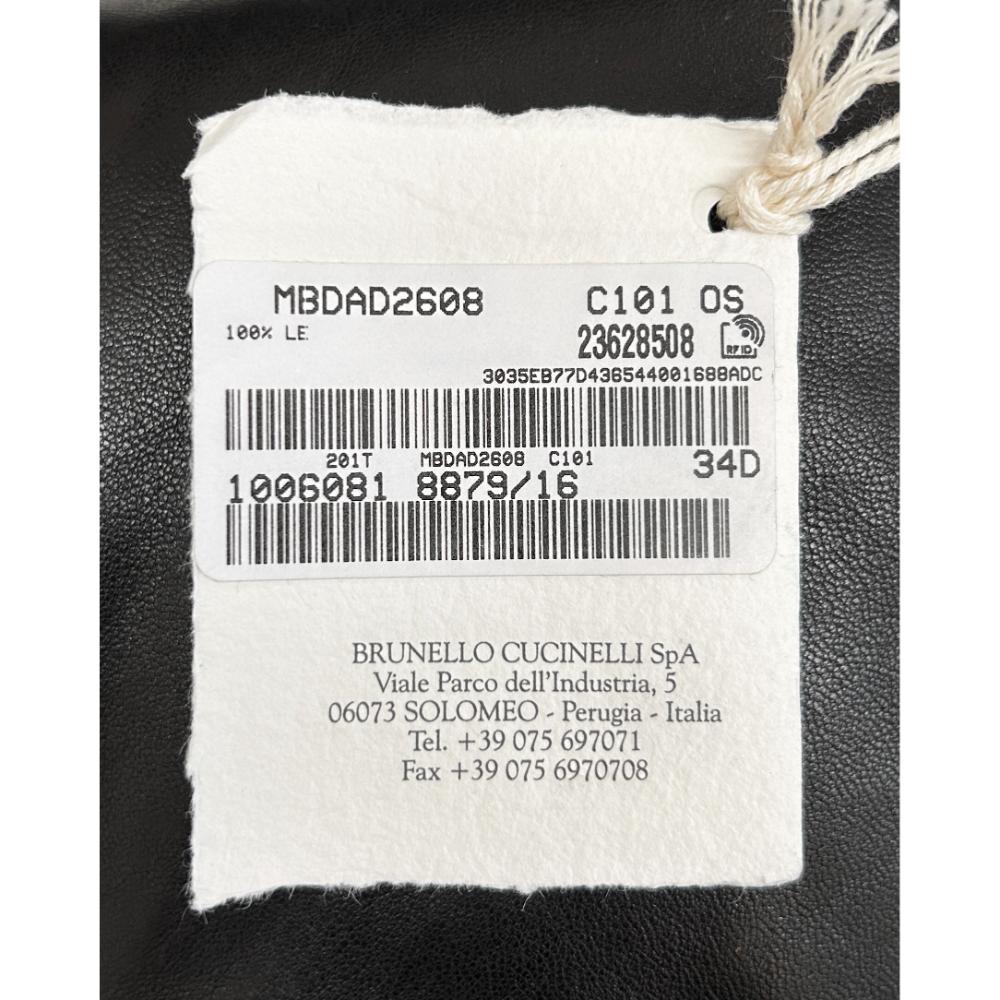 MBDAD2608 C101 OS
100% LE
23628508 RFID
3035EB77D436544001688ADC
201T MBDAD2608 C101 34D
1006081 8879/16
BRUNELLO CUCINELLI SpA
Viale Parco dell'Industria, 5
06073 SOLOMEO - Perugia - Italia
Tel. +39 075 697071
Fax +39 075 6970708